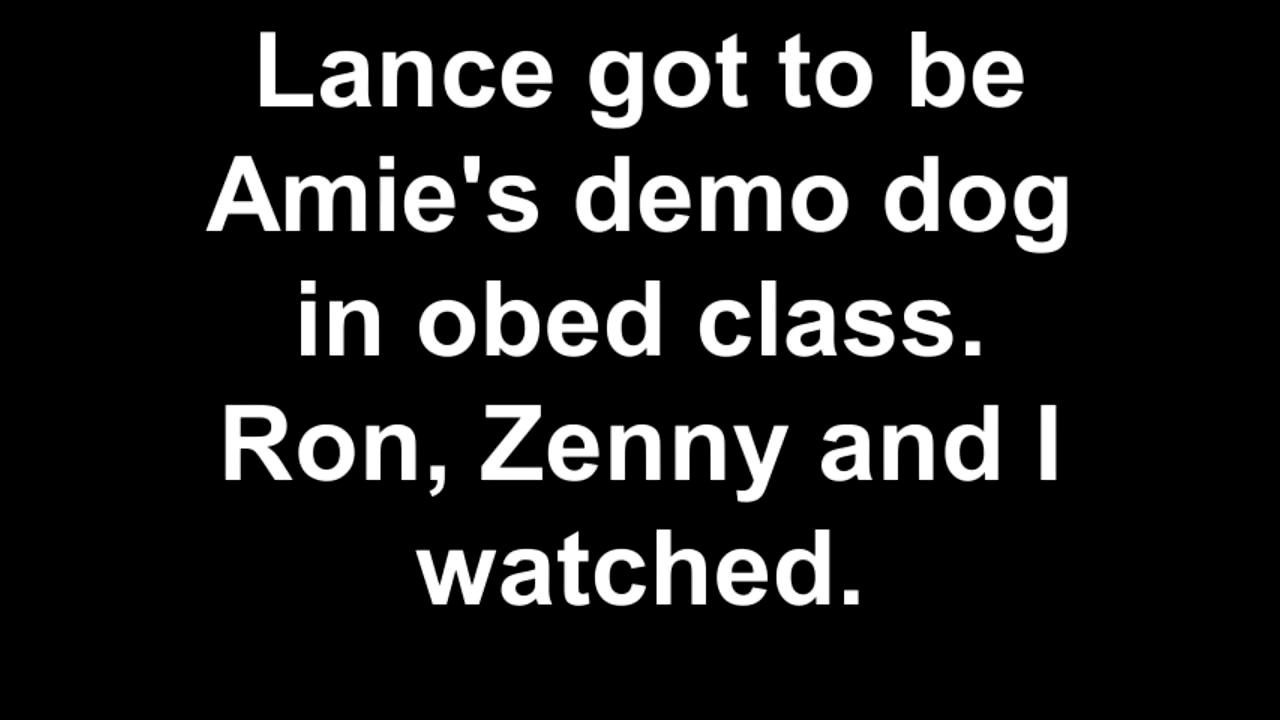 Lance got to be
Amie's demo dog
in obed class.
Ron, Zenny and I
watched.